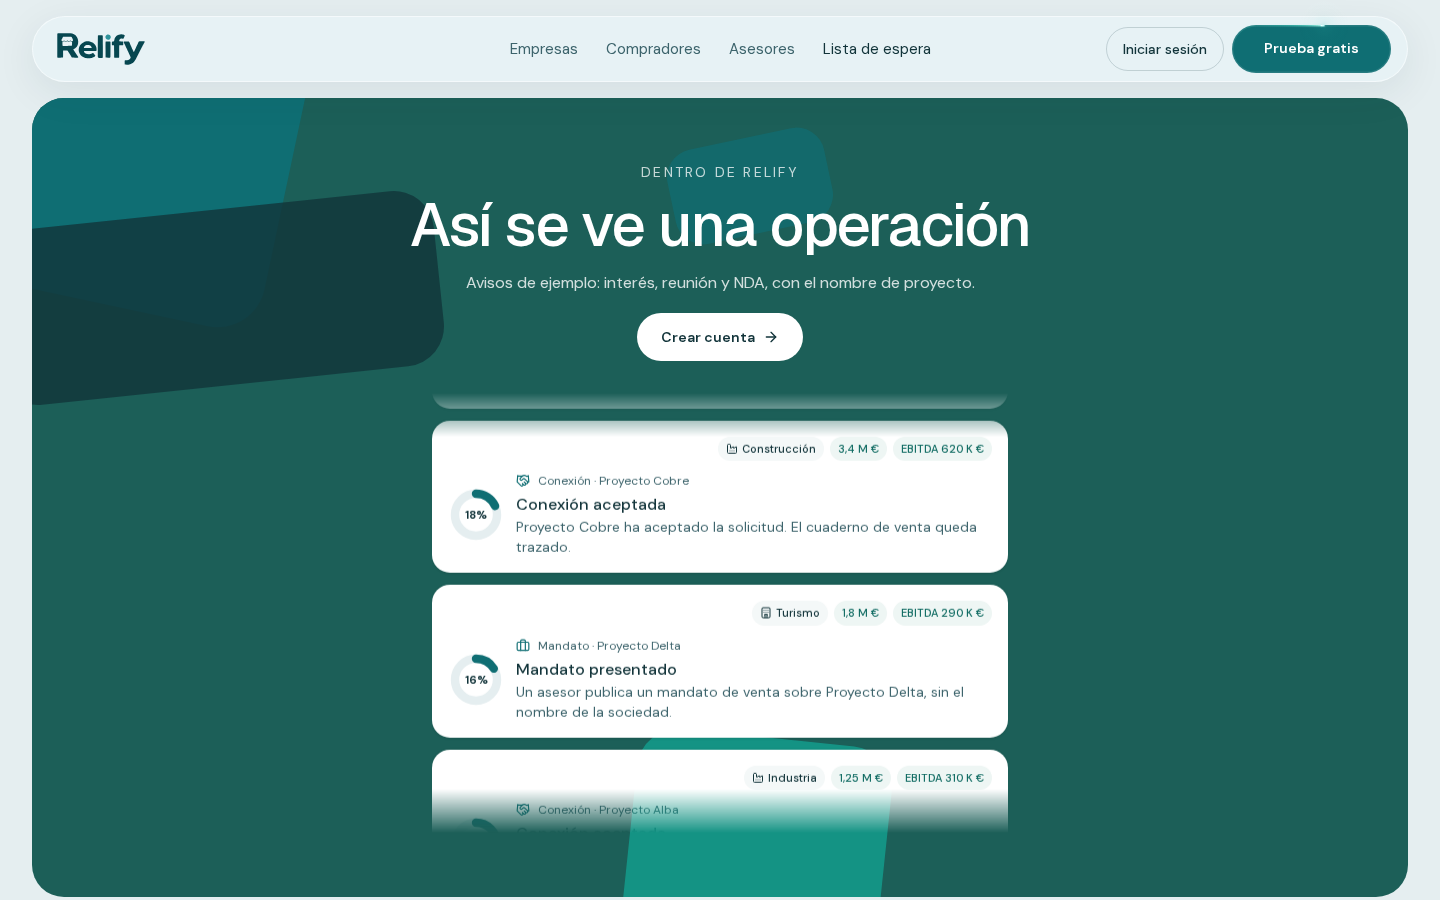 Relify
Empresas
Compradores
Asesores
Lista de espera
Iniciar sesión
Prueba gratis
DENTRO DE RELIFY
Así se ve una operación
Avisos de ejemplo: interés, reunión y NDA, con el nombre de proyecto.
Crear cuenta
Construcción
3,4 M €
EBITDA 620 K €
Conexión · Proyecto Cobre
18%
Conexión aceptada
Proyecto Cobre ha aceptado la solicitud. El cuaderno de venta queda
trazado.
Turismo
1,8 M €
EBITDA 290 K €
Mandato · Proyecto Delta
16%
Mandato presentado
Un asesor publica un mandato de venta sobre Proyecto Delta, sin el
nombre de la sociedad.
Industria
1,25 M €
EBITDA 310 K €
Conexión · Proyecto Alba